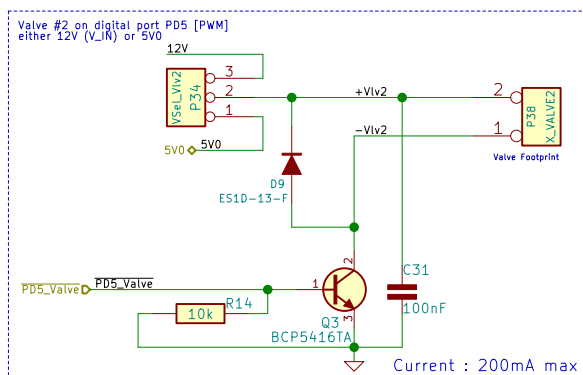 Valve #2 on digital port PD5 [PWM]
either 12V (V_IN) or 5V0
12V
VSel_Vlv2
P34
3
2
1
5V0
5V0
+Vlv2
-Vlv2
2
1
P38
X_VALVE2
Valve Footprint
D9
ES1D-13-F
PD5_Valve
PD5_Valve
R14
10k
1
2
3
Q3
BCP5416TA
C31
100nF
Current : 200mA max